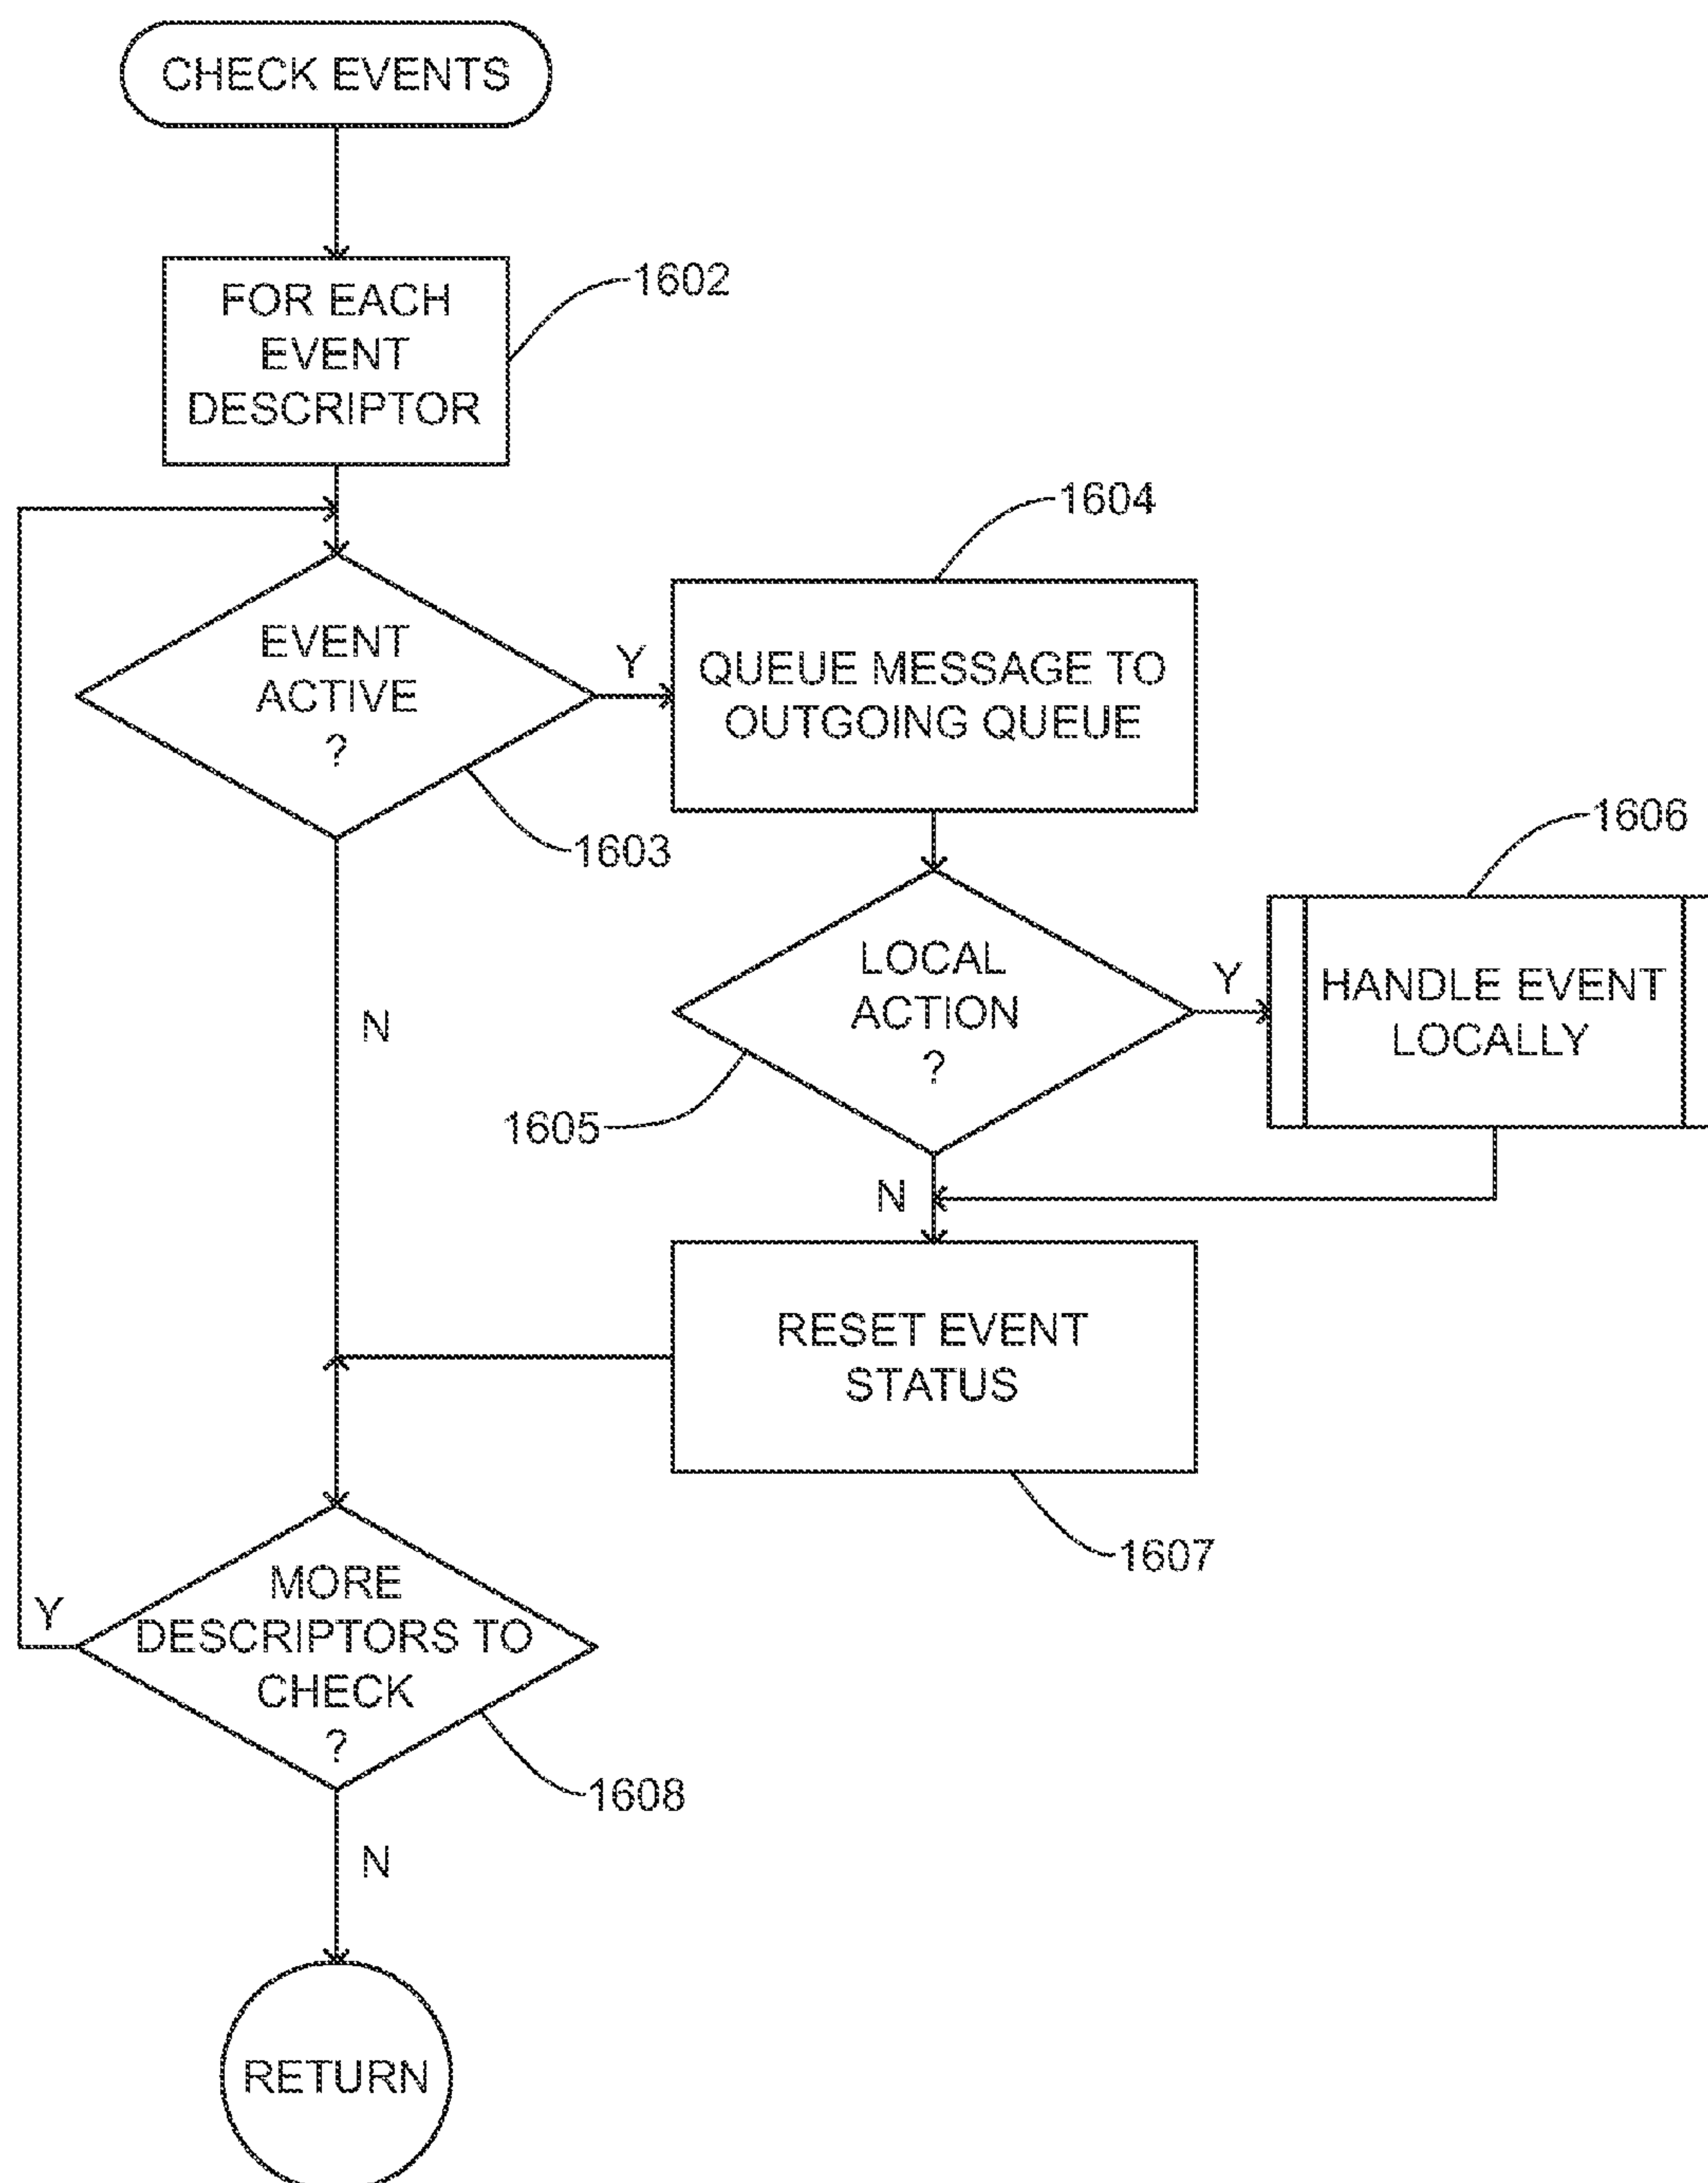 CHECK EVENTS
FOR EACH
EVENT
DESCRIPTOR
1602
EVENT
ACTIVE
?
Y
1603
N
1604
QUEUE MESSAGE TO
OUTGOING QUEUE
LOCAL
ACTION
?
Y
1605
N
1606
HANDLE EVENT
LOCALLY
RESET EVENT
STATUS
1607
MORE
DESCRIPTORS TO
CHECK
?
Y
1608
N
RETURN